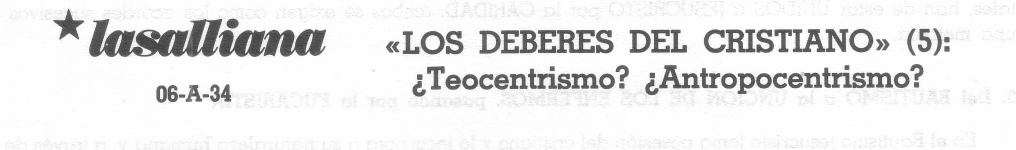 *lasalliana
06-A-34
«LOS DEBERES DEL CRISTIANO» (5):
¿Teocentrismo? ¿Antropocentrismo?